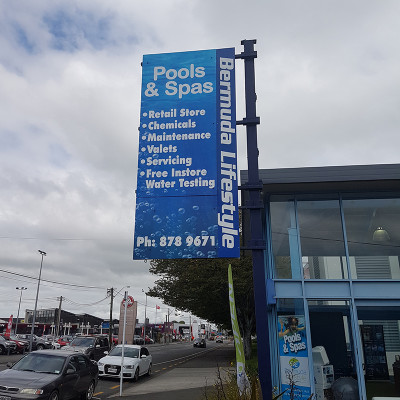 Pools
& Spas
• Retail Store
• Chemicals
• Maintenance
• Valets
• Servicing
• Free Instore
Water Testing
Ph: 878 9671
Bermuda Lifestyle
Pools
& Spas